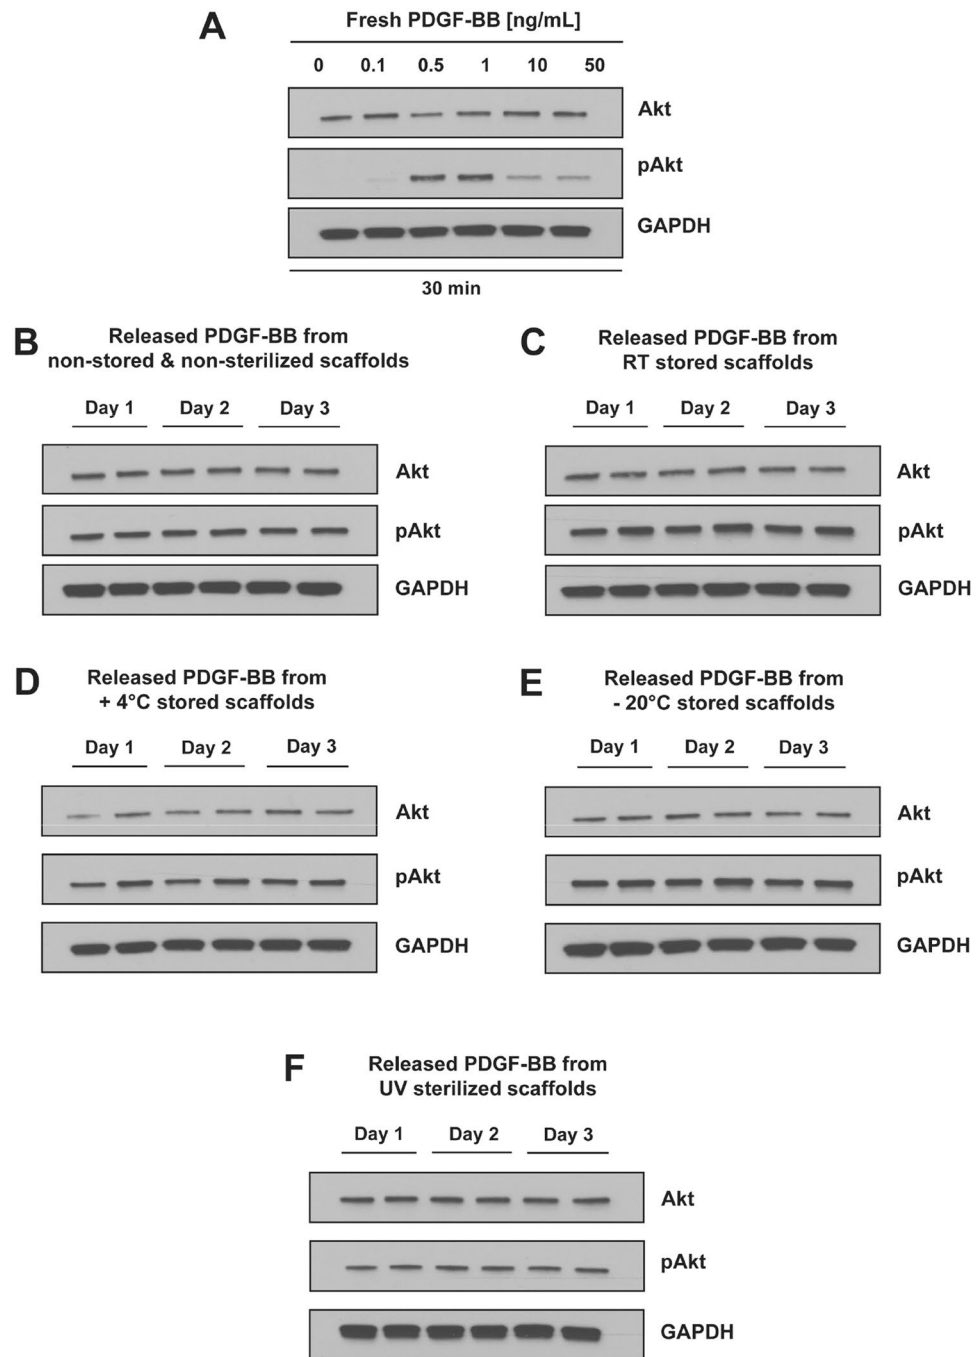 A
Fresh PDGF-BB [ng/mL]
0 0.1 0.5 1 10 50
Akt
pAkt
GAPDH
30 min
B
Released PDGF-BB from
non-stored & non-sterilized scaffolds
Day 1 Day 2 Day 3
Akt
pAkt
GAPDH
C
Released PDGF-BB from
RT stored scaffolds
Day 1 Day 2 Day 3
Akt
pAkt
GAPDH
D
Released PDGF-BB from
+ 4°C stored scaffolds
Day 1 Day 2 Day 3
Akt
pAkt
GAPDH
E
Released PDGF-BB from
- 20°C stored scaffolds
Day 1 Day 2 Day 3
Akt
pAkt
GAPDH
F
Released PDGF-BB from
UV sterilized scaffolds
Day 1 Day 2 Day 3
Akt
pAkt
GAPDH